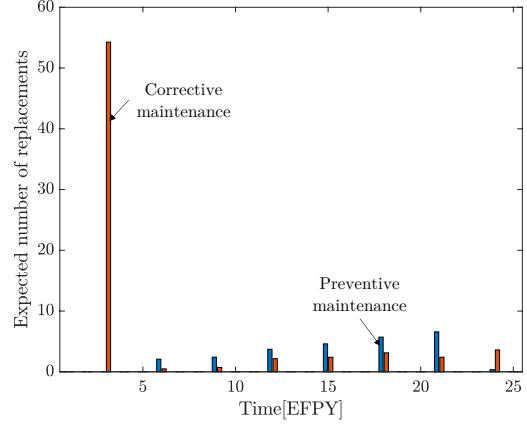 60
50
40
30
20
10
0
Expected number of replacements
Corrective
maintenance
Preventive
maintenance
5
10
15
20
25
Time[EFPY]